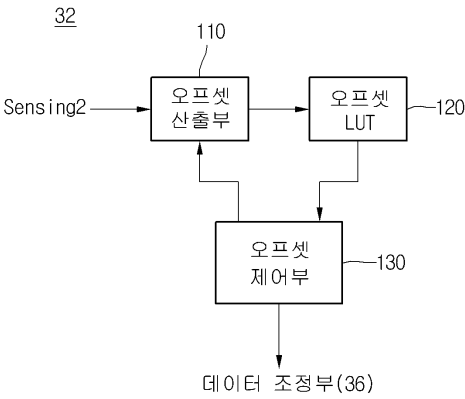 32
110
Sensing2
오프셋
산출부
오프셋
LUT
120
오프셋
제어부
130
데이터 조정부(36)